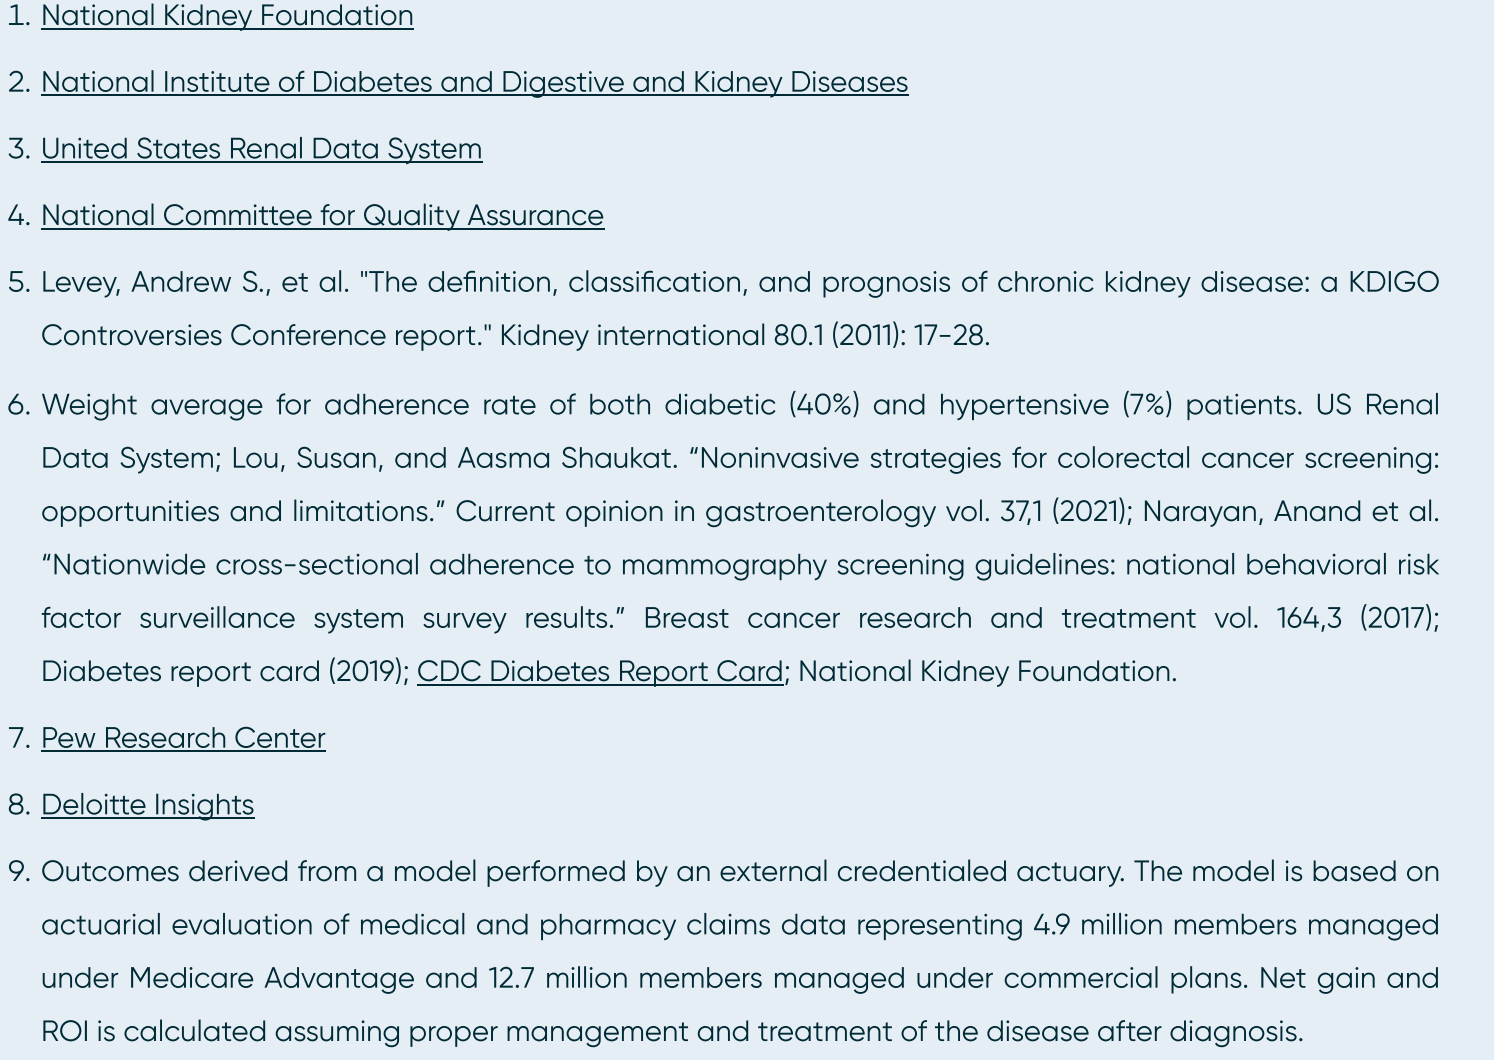 1. National Kidney Foundation
2. National Institute of Diabetes and Digestive and Kidney Diseases
3. United States Renal Data System
4. National Committee for Quality Assurance
5. Levey, Andrew S., et al. "The definition, classification, and prognosis of chronic kidney disease: a KDIGO
Controversies Conference report." Kidney international 80.1 (2011): 17-28.
6. Weight average for adherence rate of both diabetic (40%) and hypertensive (7%) patients. US Renal
Data System; Lou, Susan, and Aasma Shaukat. “Noninvasive strategies for colorectal cancer screening:
opportunities and limitations.” Current opinion in gastroenterology vol. 37,1 (2021); Narayan, Anand et al.
“Nationwide cross-sectional adherence to mammography screening guidelines: national behavioral risk
factor surveillance system survey results.” Breast cancer research and treatment vol. 164,3 (2017);
Diabetes report card (2019); CDC Diabetes Report Card; National Kidney Foundation.
7. Pew Research Center
8. Deloitte Insights
9. Outcomes derived from a model performed by an external credentialed actuary. The model is based on
actuarial evaluation of medical and pharmacy claims data representing 4.9 million members managed
under Medicare Advantage and 12.7 million members managed under commercial plans. Net gain and
ROI is calculated assuming proper management and treatment of the disease after diagnosis.